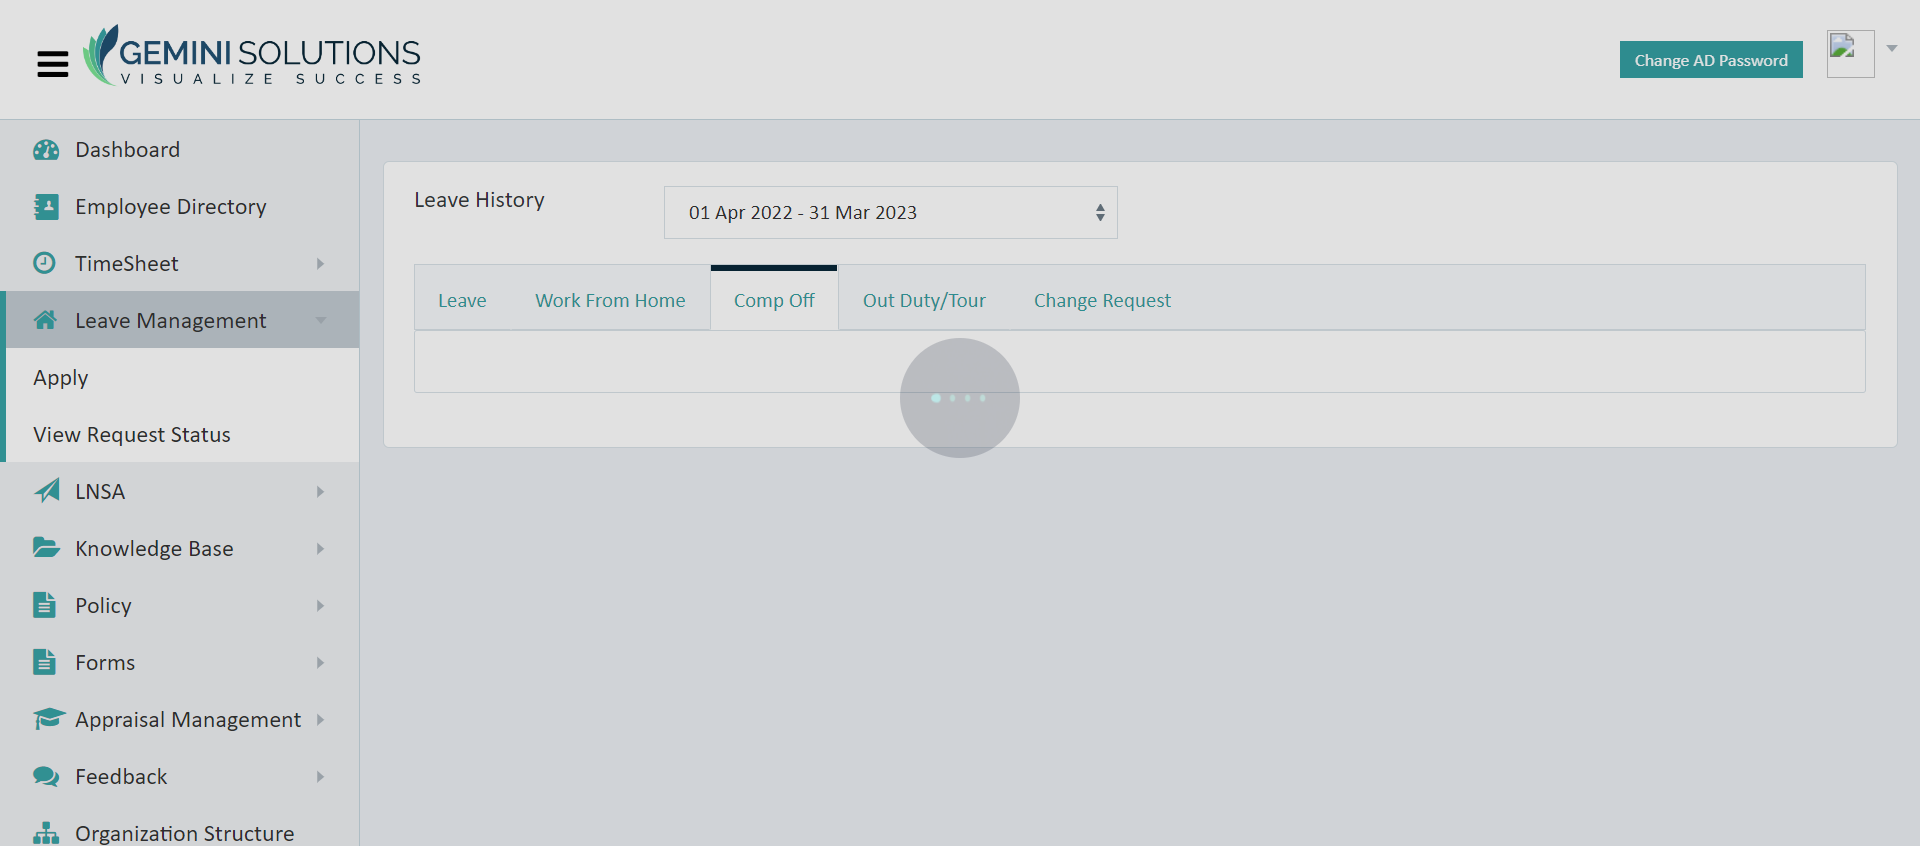 GEMINI SOLUTIONS
VISUALIZE SUCCESS
Change AD Password
Dashboard
Employee Directory
TimeSheet
Leave Management
Apply
View Request Status
LNSA
Knowledge Base
Policy
Forms
Appraisal Management
Feedback
Organization Structure
Leave History
01 Apr 2022 - 31 Mar 2023
Leave Work From Home Comp Off Out Duty/Tour Change Request